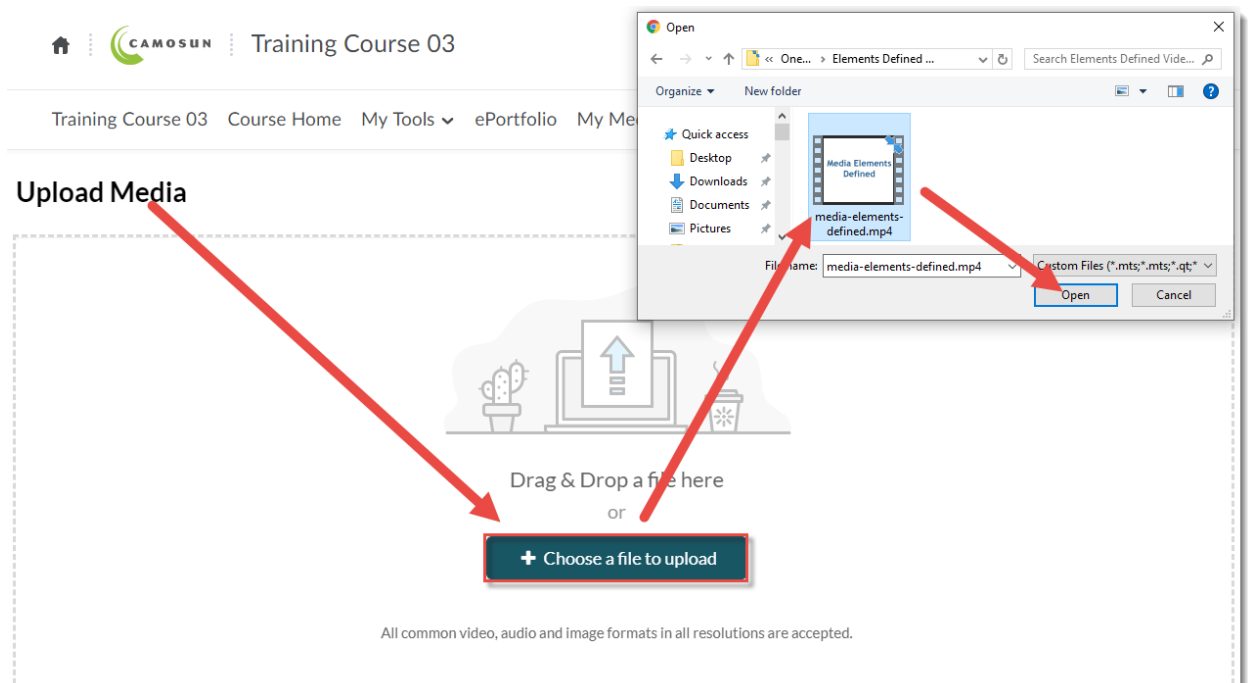 CAMOSUN
Training Course 03
Training Course 03 Course Home My Tools ePortfolio My Me
Upload Media
Drag & Drop a file here
or
+ Choose a file to upload
All common video, audio and image formats in all resolutions are accepted.
Open
« One... › Elements Defined ...
Search Elements Defined Vide...
Organize
New folder
Quick access
Desktop
Downloads
Documents
Pictures
Media Elements
Defined
media-elements-
defined.mp4
File name:
media-elements-defined.mp4
Custom Files (*.mts;*.mts;*.qt;*
Open
Cancel